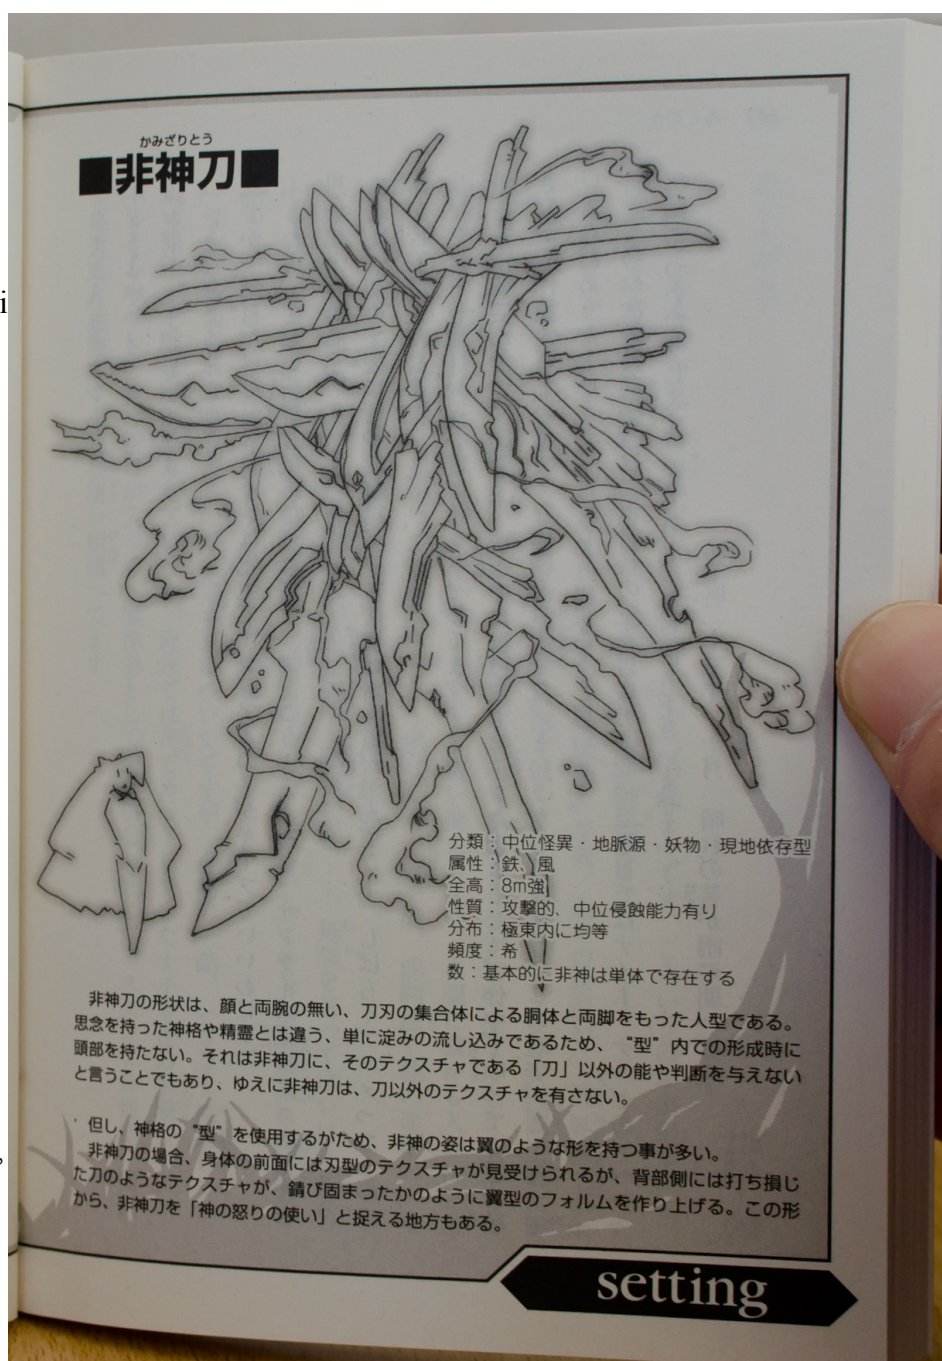 かみざりとう
■非神刀■
分類：中位怪異・地脈源・妖物・現地依存型
属性：鉄、風
全高：8m強
性質：攻撃的、中位侵蝕能力有り
分布：極東内に均等
頻度：希
数：基本的に非神は単体で存在する
非神刀の形状は、顔と両腕の無い、刀刃の集合体による胴体と両脚をもった人型である。
思念を持った神格や精霊とは違う、単に淀みの流し込みであるため、“型”内での形成時に
頭部を持たない。それは非神刀に、そのテクスチャである「刀」以外の能や判断を与えない
と言うことでもあり、ゆえに非神刀は、刀以外のテクスチャを有さない。
但し、神格の“型”を使用するがため、非神の姿は翼のような形を持つ事が多い。
非神刀の場合、身体の前面には刃型のテクスチャが見受けられるが、背部側には打ち損じ
た刀のようなテクスチャが、錆び固まったかのように翼型のフォルムを作り上げる。この形
から、非神刀を「神の怒りの使い」と捉える地方もある。
setting